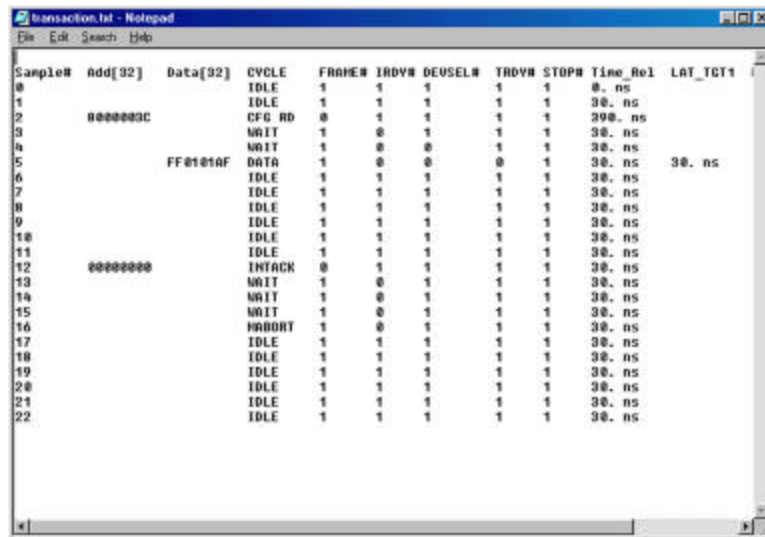 transaction.txt - Notepad
File Edit Search Help
Sample# Add[32] Data[32] CYCLE FRAME# IRDY# DEVSEL# TRDY# STOP# Time_Rel LAT_TGT1
0 IDLE 1 1 1 1 1 0. ns
1 IDLE 1 1 1 1 1 30. ns
2 8000003C CFG RD 0 1 1 1 1 390. ns
3 WAIT 1 0 1 1 1 30. ns
4 WAIT 1 0 0 1 1 30. ns
5 FF0101AF DATA 1 0 0 0 1 30. ns 30. ns
6 IDLE 1 1 1 1 1 30. ns
7 IDLE 1 1 1 1 1 30. ns
8 IDLE 1 1 1 1 1 30. ns
9 IDLE 1 1 1 1 1 30. ns
10 IDLE 1 1 1 1 1 30. ns
11 IDLE 1 1 1 1 1 30. ns
12 00000000 INTACK 0 1 1 1 1 30. ns
13 WAIT 1 0 1 1 1 30. ns
14 WAIT 1 0 1 1 1 30. ns
15 WAIT 1 0 1 1 1 30. ns
16 MABORT 1 0 1 1 1 30. ns
17 IDLE 1 1 1 1 1 30. ns
18 IDLE 1 1 1 1 1 30. ns
19 IDLE 1 1 1 1 1 30. ns
20 IDLE 1 1 1 1 1 30. ns
21 IDLE 1 1 1 1 1 30. ns
22 IDLE 1 1 1 1 1 30. ns